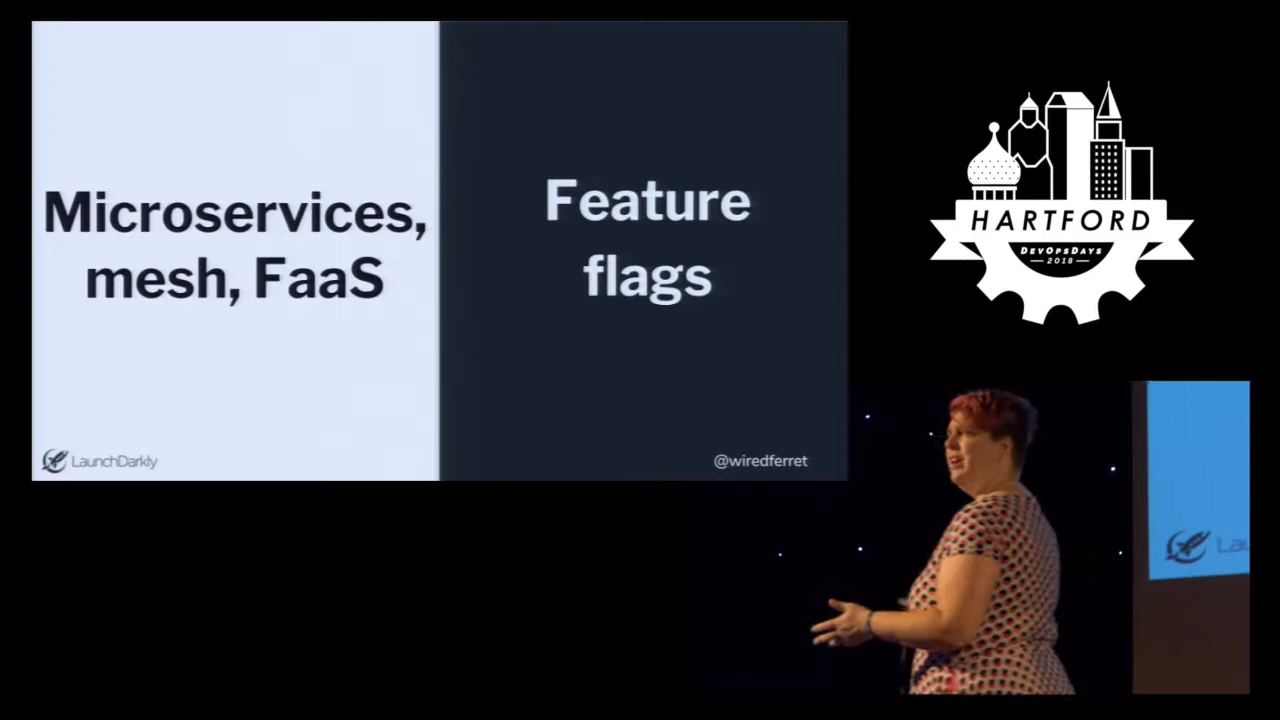 Microservices,
mesh, FaaS
Feature
flags
LaunchDarkly
@wiredferret
HARTFORD
DEVOPSDAYS
2018